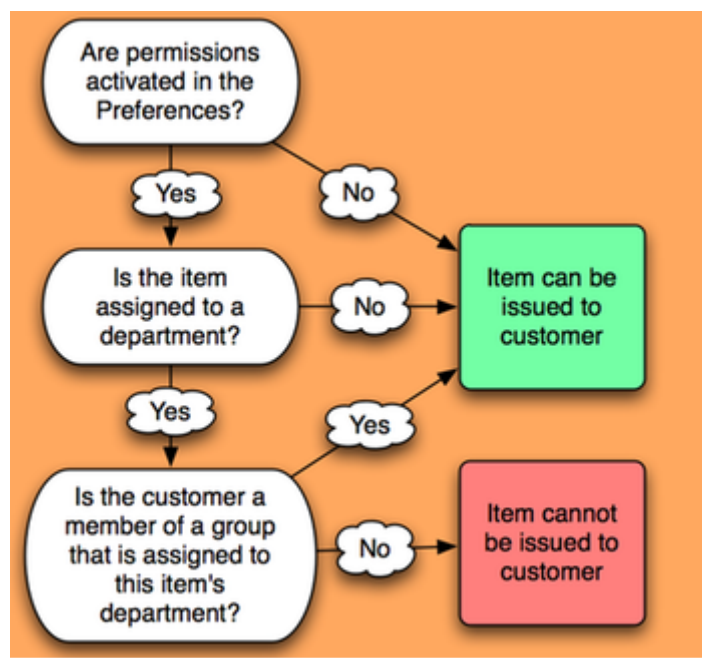 Are permissions
activated in the
Preferences?
Yes
No
Is the item
assigned to a
department?
No
Item can be
issued to
customer
Yes
Yes
Is the customer a
member of a group
that is assigned to
this item's
department?
No
Item cannot
be issued to
customer